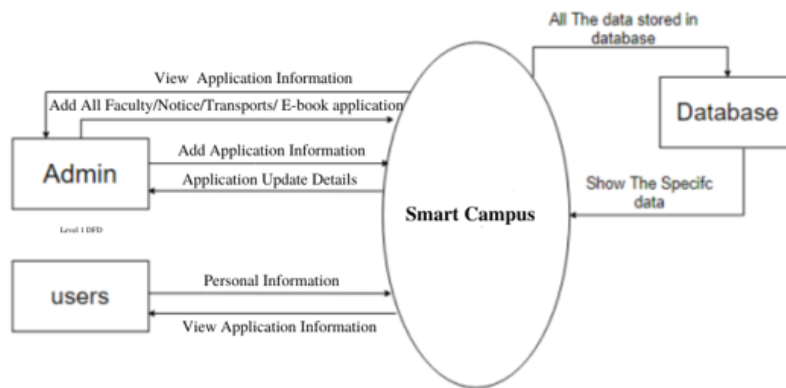 All The data stored in
database
View Application Information
Add All Faculty/Notice/Transports/ E-book application
Database
Add Application Information
Admin
Application Update Details
Show The Specifc
data
Smart Campus
Level 1 DFD
Personal Information
users
View Application Information